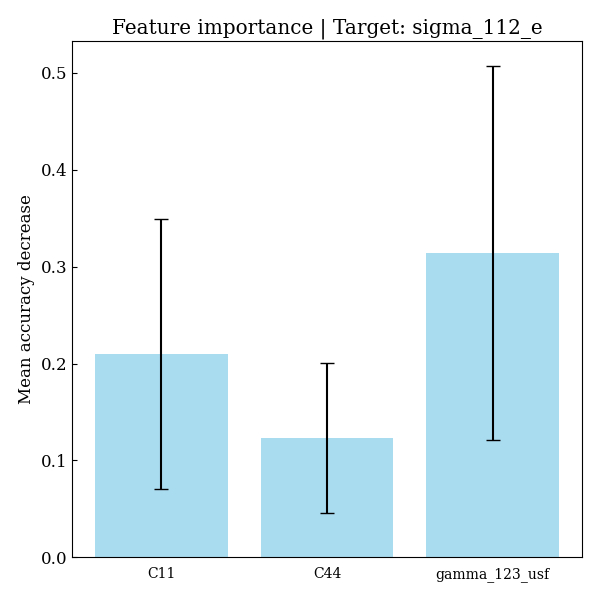 Feature importance | Target: sigma_112_e
Mean accuracy decrease
0.5
0.4
0.3
0.2
0.1
0.0
C11
C44
gamma_123_usf